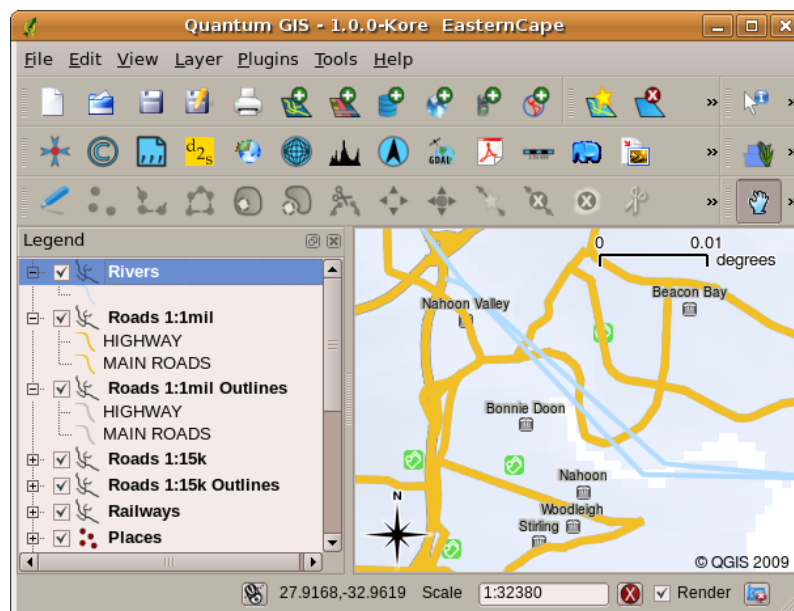 Quantum GIS - 1.0.0-Kore EasternCape
File Edit View Layer Plugins Tools Help
d2s
GDAL
Legend
Rivers
Roads 1:1mil
HIGHWAY
MAIN ROADS
Roads 1:1mil Outlines
HIGHWAY
MAIN ROADS
Roads 1:15k
Roads 1:15k Outlines
Railways
Places
0 0.01
degrees
Beacon Bay
Nahoon Valley
Bonnie Doon
Nahoon
Woodleigh
Stirling
N
© QGIS 2009
27.9168,-32.9619 Scale 1:32380 Render